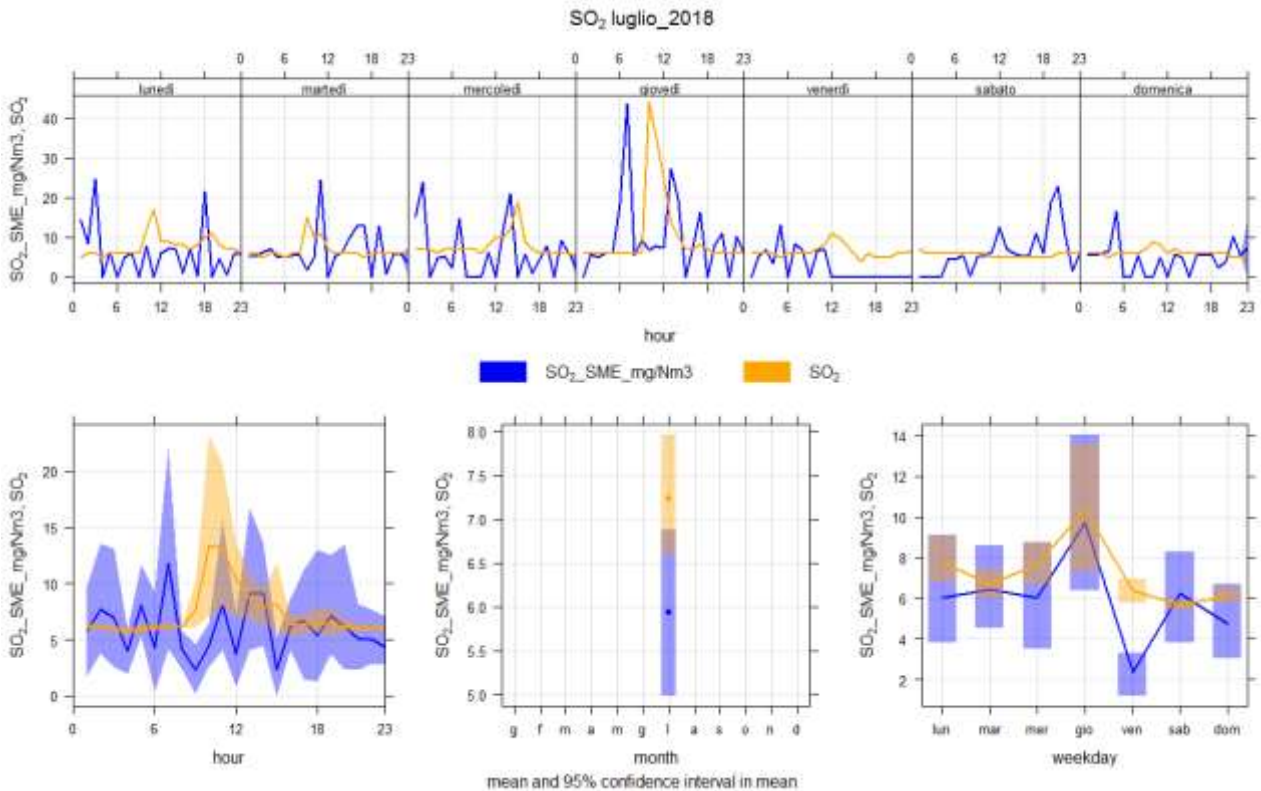 SO2 luglio_2018
0 6 12 18 23 0 6 12 18 23 0 6 12 18 23
lunedì martedì mercoledì giovedì venerdì sabato domenica
SO2_SME_mg/Nm3, SO2
40
30
20
10
0
0 6 12 18 23 0 6 12 18 23 0 6 12 18 23 0 6 12 18 23
hour
SO2_SME_mg/Nm3 SO2
SO2_SME_mg/Nm3, SO2
20
15
10
5
0
0 6 12 18 23
hour
SO2_SME_mg/Nm3, SO2
8.0
7.5
7.0
6.5
6.0
5.5
5.0
g f m a m g l a s o n d
month
mean and 95% confidence interval in mean
SO2_SME_mg/Nm3, SO2
14
12
10
8
6
4
2
lun mar mer gio ven sab dom
weekday